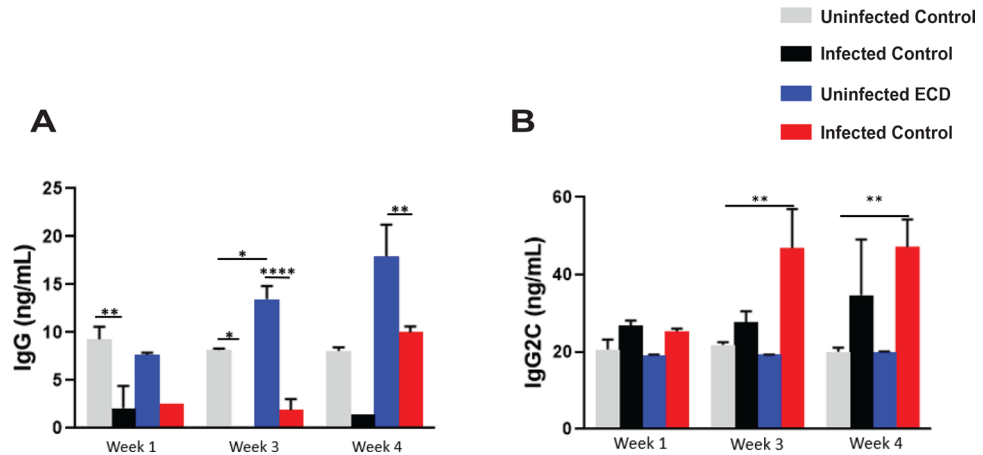 Uninfected Control
Infected Control
Uninfected ECD
Infected Control
A
B
IgG (ng/mL)
25
20
15
10
5
0
**
*
*
****
**
Week 1
Week 3
Week 4
IgG2C (ng/mL)
60
40
20
0
**
**
Week 1
Week 3
Week 4